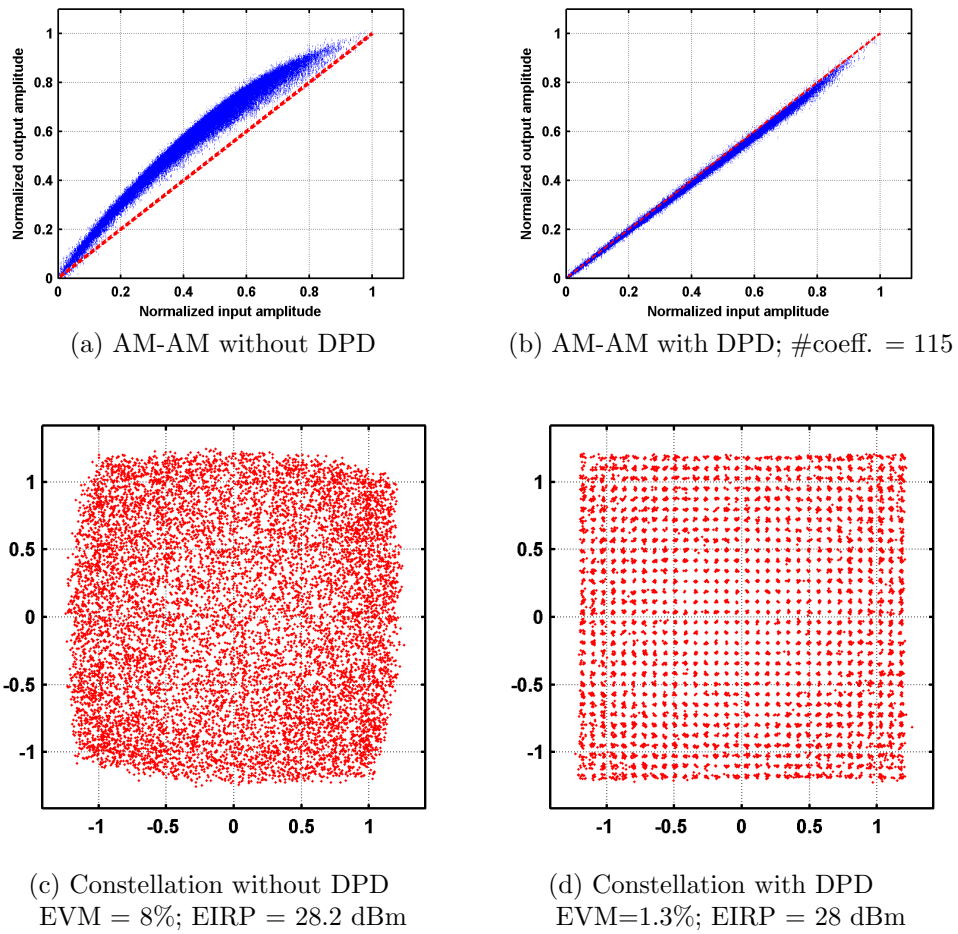 1
0.8
0.6
0.4
0.2
0
Normalized output amplitude
0 0.2 0.4 0.6 0.8 1
Normalized input amplitude
(a) AM-AM without DPD
1
0.8
0.6
0.4
0.2
0
Normalized output amplitude
0 0.2 0.4 0.6 0.8 1
Normalized input amplitude
(b) AM-AM with DPD; #coeff. = 115
1
0.5
0
-0.5
-1
-1 -0.5 0 0.5 1
(c) Constellation without DPD
EVM = 8%; EIRP = 28.2 dBm
1
0.5
0
-0.5
-1
-1 -0.5 0 0.5 1
(d) Constellation with DPD
EVM=1.3%; EIRP = 28 dBm